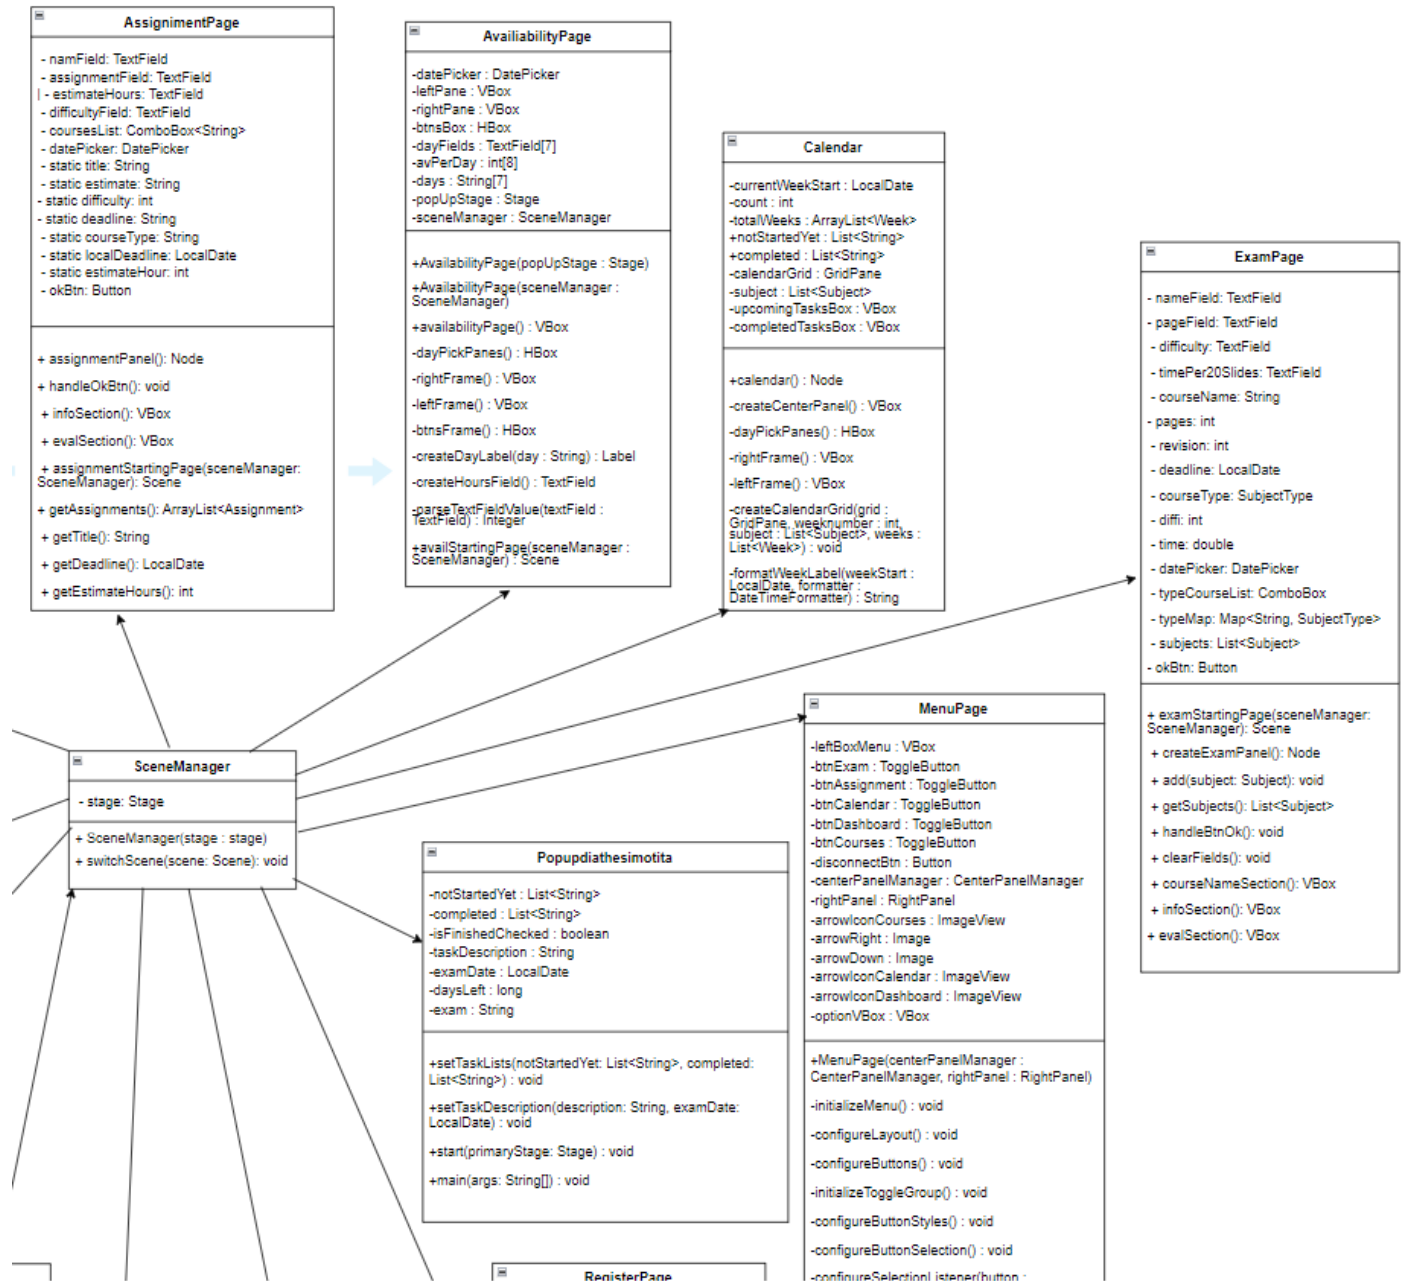 AssignimentPage
- namField: TextField
- assignmentField: TextField
| - estimateHours: TextField
- difficultyField: TextField
- coursesList: ComboBox<String>
- datePicker: DatePicker
- static title: String
- static estimate: String
- static difficulty: int
- static deadline: String
- static courseType: String
- static localDeadline: LocalDate
- static estimateHour: int
- okBtn: Button
+ assignmentPanel(): Node
+ handleOkBtn(): void
+ infoSection(): VBox
+ evalSection(): VBox
+ assignmentStartingPage(sceneManager:
SceneManager): Scene
+ getAssignments(): ArrayList<Assignment>
+ getTitle(): String
+ getDeadline(): LocalDate
+ getEstimateHours(): int
AvailiabilityPage
-datePicker : DatePicker
-leftPane : VBox
-rightPane : VBox
-btnsBox : HBox
-dayFields : TextField[7]
-avPerDay : int[8]
-days : String[7]
-popUpStage : Stage
-sceneManager : SceneManager
+AvailabilityPage(popUpStage : Stage)
+AvailabilityPage(sceneManager :
SceneManager)
+availabilityPage() : VBox
-dayPickPanes() : HBox
-rightFrame() : VBox
-leftFrame() : VBox
-btnsFrame() : HBox
-createDayLabel(day : String) : Label
-createHoursField() : TextField
-parseTextFieldValue(textField :
TextField) : Integer
+availStartingPage(sceneManager :
SceneManager) : Scene
Calendar
-currentWeekStart : LocalDate
-count : int
-totalWeeks : ArrayList<Week>
+notStartedYet : List<String>
+completed : List<String>
-calendarGrid : GridPane
-subject : List<Subject>
-upcomingTasksBox : VBox
-completedTasksBox : VBox
+calendar() : Node
-createCenterPanel() : VBox
-dayPickPanes() : HBox
-rightFrame() : VBox
-leftFrame() : VBox
-createCalendarGrid(grid :
GridPane, weeknumber : int,
subject : List<Subject>, weeks :
List<Week>) : void
-formatWeekLabel(weekStart :
LocalDate, formatter :
DateTimeFormatter) : String
ExamPage
- nameField: TextField
- pageField: TextField
- difficulty: TextField
- timePer20Slides: TextField
- courseName: String
- pages: int
- revision: int
- deadline: LocalDate
- courseType: SubjectType
- diffi: int
- time: double
- datePicker: DatePicker
- typeCourseList: ComboBox
- typeMap: Map<String, SubjectType>
- subjects: List<Subject>
- okBtn: Button
+ examStartingPage(sceneManager:
SceneManager): Scene
+ createExamPanel(): Node
+ add(subject: Subject): void
+ getSubjects(): List<Subject>
+ handleBtnOk(): void
+ clearFields(): void
+ courseNameSection(): VBox
+ infoSection(): VBox
+ evalSection(): VBox
SceneManager
- stage: Stage
+ SceneManager(stage : stage)
+ switchScene(scene: Scene): void
Popupdiathesimotita
-notStartedYet : List<String>
-completed : List<String>
-isFinishedChecked : boolean
-taskDescription : String
-examDate : LocalDate
-daysLeft : long
-exam : String
+setTaskLists(notStartedYet: List<String>, completed:
List<String>) : void
+setTaskDescription(description: String, examDate:
LocalDate) : void
+start(primaryStage: Stage) : void
+main(args: String[]) : void
MenuPage
-leftBoxMenu : VBox
-btnExam : ToggleButton
-btnAssignment : ToggleButton
-btnCalendar : ToggleButton
-btnDashboard : ToggleButton
-btnCourses : ToggleButton
-disconnectBtn : Button
-centerPanelManager : CenterPanelManager
-rightPanel : RightPanel
-arrowIconCourses : ImageView
-arrowRight : Image
-arrowDown : Image
-arrowIconCalendar : ImageView
-arrowIconDashboard : ImageView
-optionVBox : VBox
+MenuPage(centerPanelManager :
CenterPanelManager, rightPanel : RightPanel)
-initializeMenu() : void
-configureLayout() : void
-configureButtons() : void
-initializeToggleGroup() : void
-configureButtonStyles() : void
-configureButtonSelection() : void
-configureSelectionListener(button :
RegisterPage